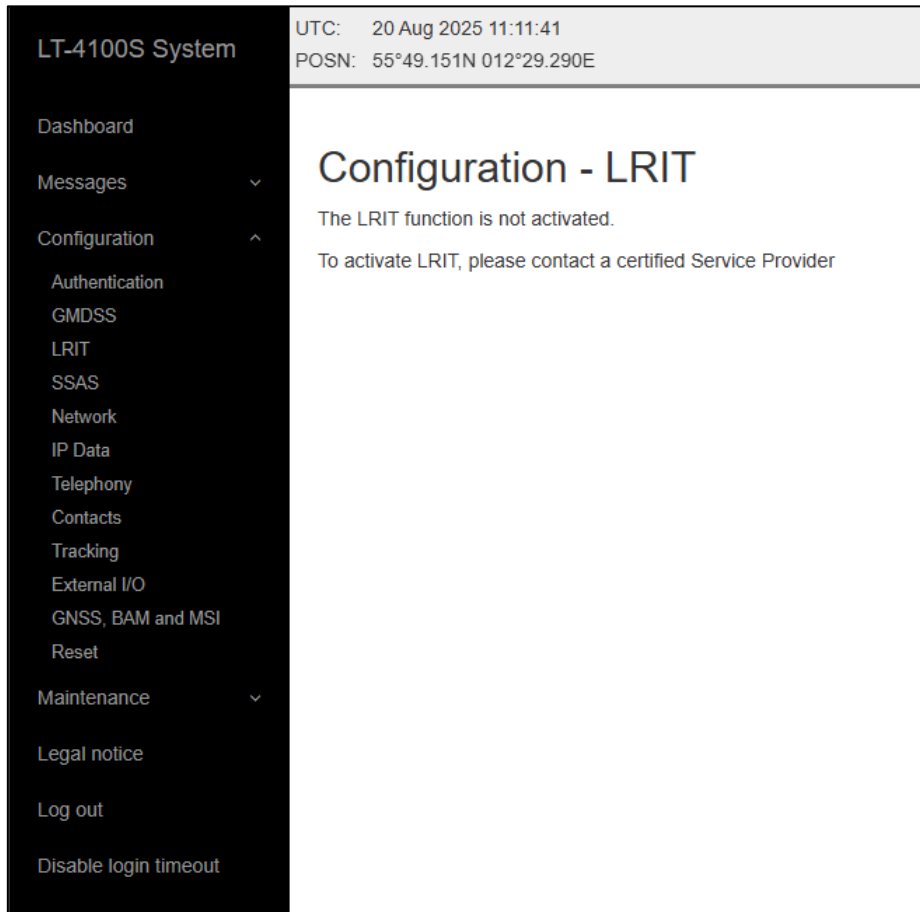 LT-4100S System
UTC: 20 Aug 2025 11:11:41
POSN: 55°49.151N 012°29.290E
Dashboard
Messages
Configuration
Authentication
GMDSS
LRIT
SSAS
Network
IP Data
Telephony
Contacts
Tracking
External I/O
GNSS, BAM and MSI
Reset
Maintenance
Legal notice
Log out
Disable login timeout
Configuration - LRIT
The LRIT function is not activated.
To activate LRIT, please contact a certified Service Provider